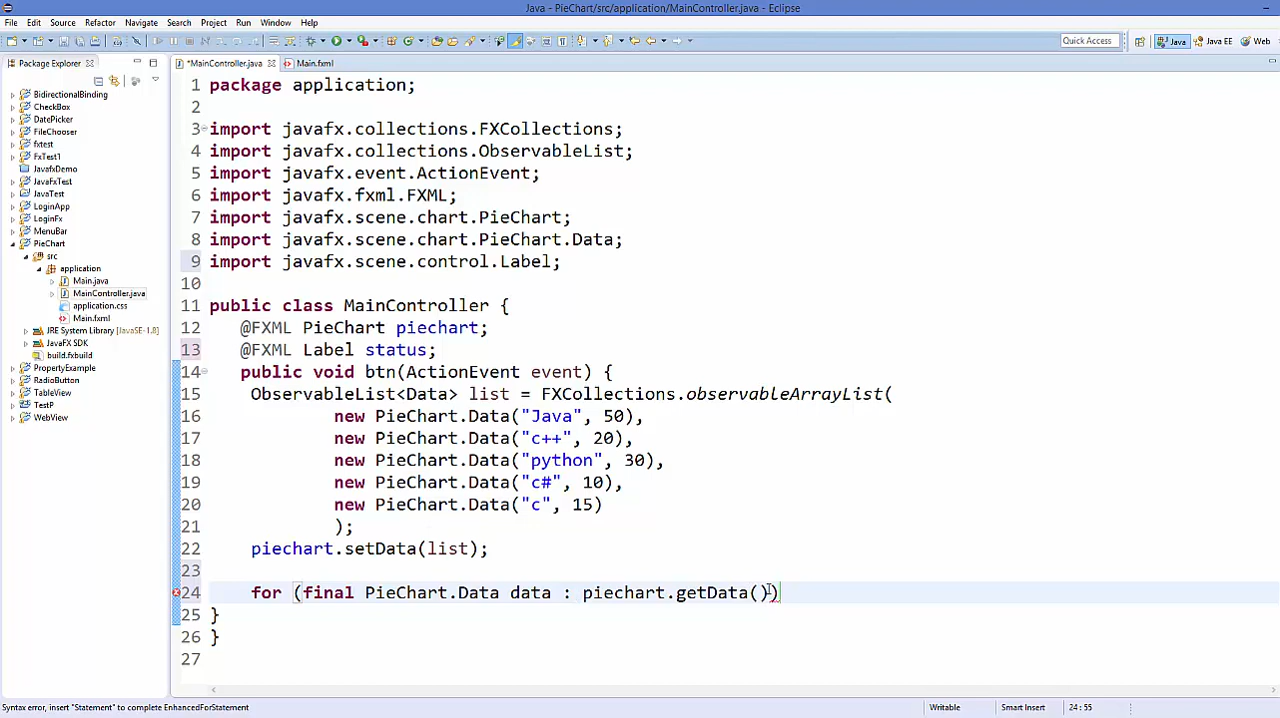 Java - PieChart/src/application/MainController.java - Eclipse
File Edit Source Refactor Navigate Search Project Run Window Help
Quick Access
Java
Java EE
Web
Package Explorer
*MainController.java
Main.fxml
BidirectionalBinding
CheckBox
DatePicker
FileChooser
fxtest
FxTest1
JavafxDemo
JavaFxTest
JavaTest
LoginApp
LoginFx
MenuBar
PieChart
src
application
Main.java
MainController.java
application.css
Main.fxml
JRE System Library [JavaSE-1.8]
JavaFX SDK
build.fxbuild
PropertyExample
RadioButton
TableView
TestP
WebView
1 package application;
2
3 import javafx.collections.FXCollections;
4 import javafx.collections.ObservableList;
5 import javafx.event.ActionEvent;
6 import javafx.fxml.FXML;
7 import javafx.scene.chart.PieChart;
8 import javafx.scene.chart.PieChart.Data;
9 import javafx.scene.control.Label;
10
11 public class MainController {
12 @FXML PieChart piechart;
13 @FXML Label status;
14 public void btn(ActionEvent event) {
15 ObservableList<Data> list = FXCollections.observableArrayList(
16 new PieChart.Data("Java", 50),
17 new PieChart.Data("c++", 20),
18 new PieChart.Data("python", 30),
19 new PieChart.Data("c#", 10),
20 new PieChart.Data("c", 15)
21 );
22 piechart.setData(list);
23
24 for (final PieChart.Data data : piechart.getData())
25 }
26 }
27
Syntax error, insert "Statement" to complete EnhancedForStatement
Writable
Smart Insert
24 : 55